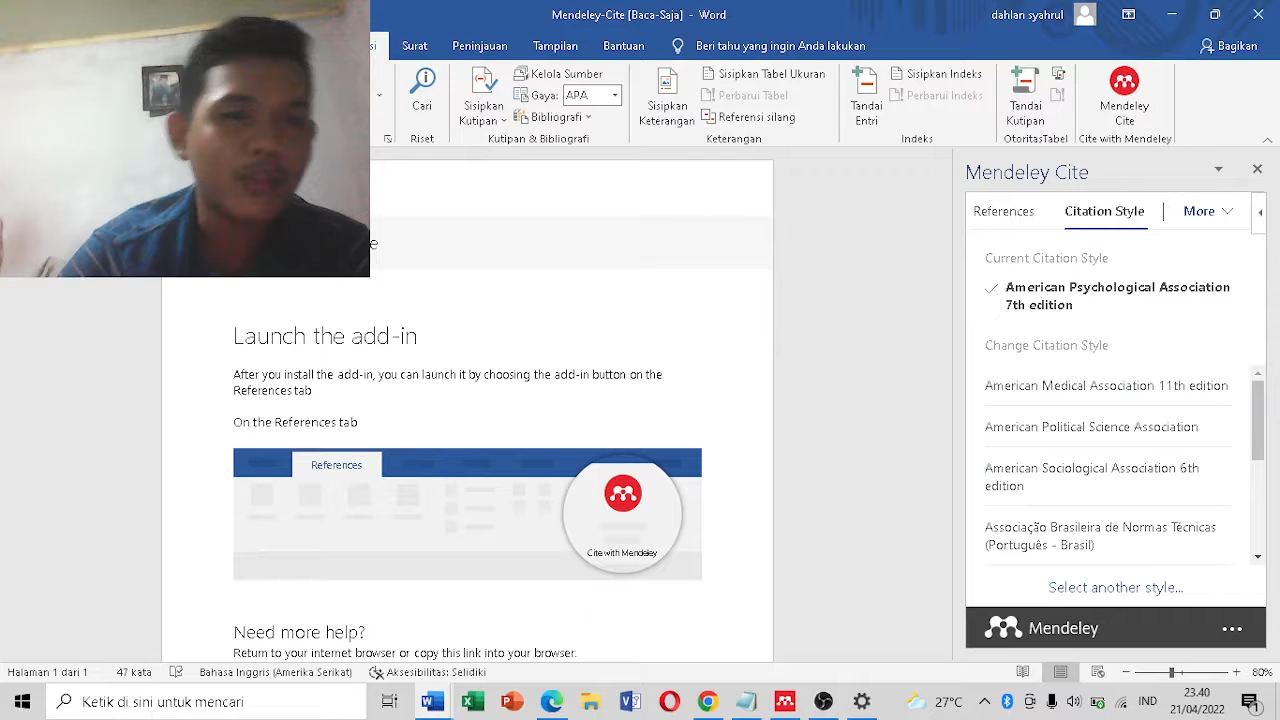 Mendeley-Cite [Baca-Saja] - Word
dahlan syahrul
Surat Peninjauan Tampilan Bantuan Beri tahu yang ingin Anda lakukan Bagikan
Cari
Riset
Sisipkan Kutipan
Kelola Sumber
Gaya: APA
Bibliografi
Kutipan & Bibliografi
Sisipkan Keterangan
Sisipkan Tabel Ukuran
Perbarui Tabel
Referensi silang
Keterangan
Tandai Entri
Sisipkan Indeks
Perbarui Indeks
Indeks
Tandai Kutipan
OtoritasTabel
Mendeley Cite
Cite with Mendeley
Launch the add-in
After you install the add-in, you can launch it by choosing the add-in button on the
References tab
On the References tab
References
Cite with Mendeley
Need more help?
Return to your internet browser or copy this link into your browser:
Mendeley Cite
References Citation Style More
Current Citation Style
American Psychological Association
7th edition
Change Citation Style
American Medical Association 11th edition
American Political Science Association
American Sociological Association 6th
edition
Associação Brasileira de Normas Técnicas
(Português - Brasil)
Select another style...
Mendeley
Halaman 1 dari 1 47 kata Bahasa Inggris (Amerika Serikat) Aksesibilitas: Selidiki 80%
Ketik di sini untuk mencari
27°C
IND
23.40
21/04/2022
1